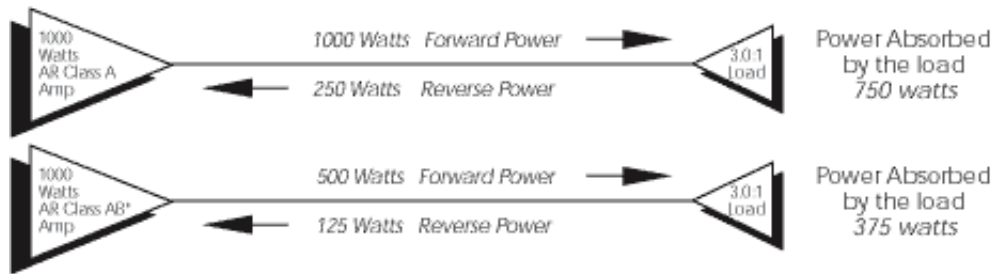 1000
Watts
AR Class A
Amp
1000 Watts Forward Power
250 Watts Reverse Power
3.0:1
Load
Power Absorbed
by the load
750 watts
1000
Watts
AR Class AB*
Amp
500 Watts Forward Power
125 Watts Reverse Power
3.0:1
Load
Power Absorbed
by the load
375 watts